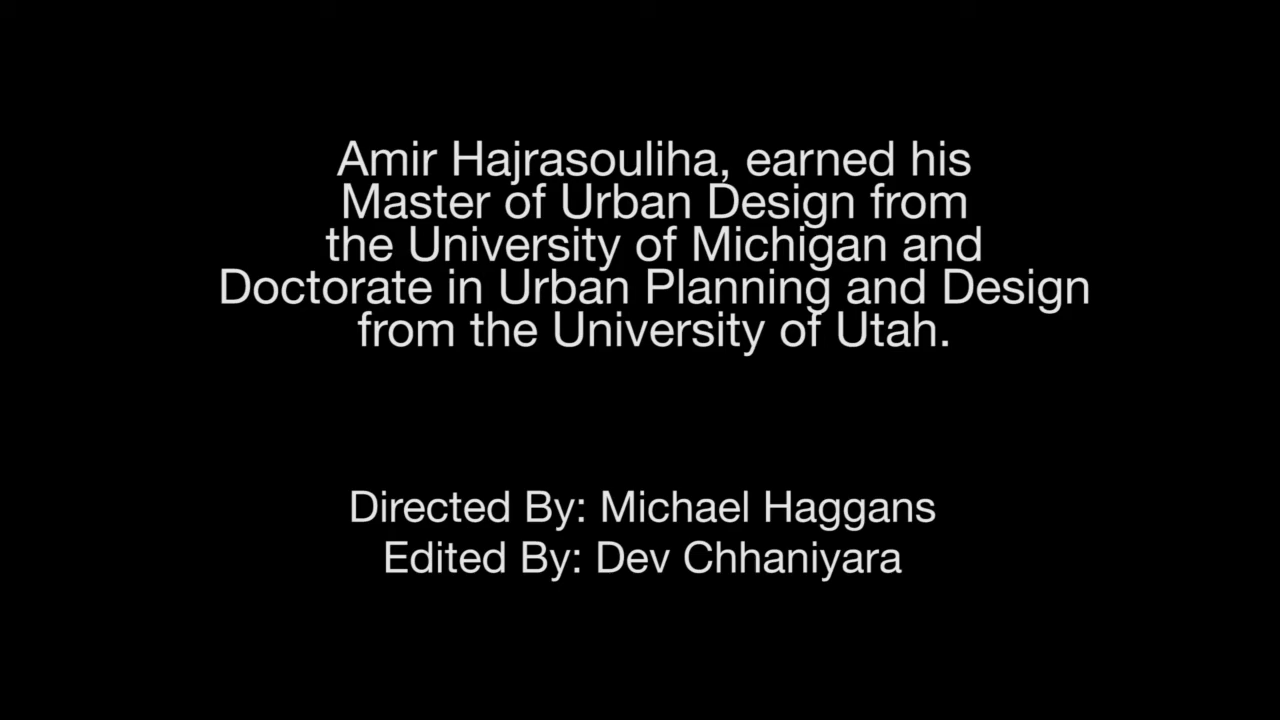 Amir Hajrasouliha, earned his
Master of Urban Design from
the University of Michigan and
Doctorate in Urban Planning and Design
from the University of Utah.
Directed By: Michael Haggans
Edited By: Dev Chhaniyara